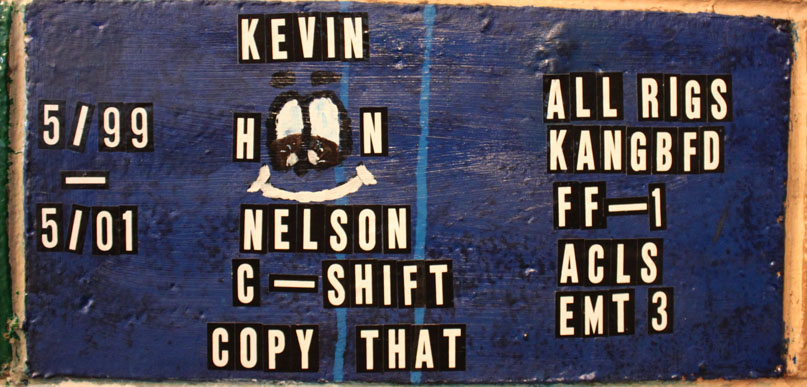 5/99
—
5/01
KEVIN
H N
NELSON
C—SHIFT
COPY THAT
ALL RIGS
KANGBFD
FF—1
ACLS
EMT 3